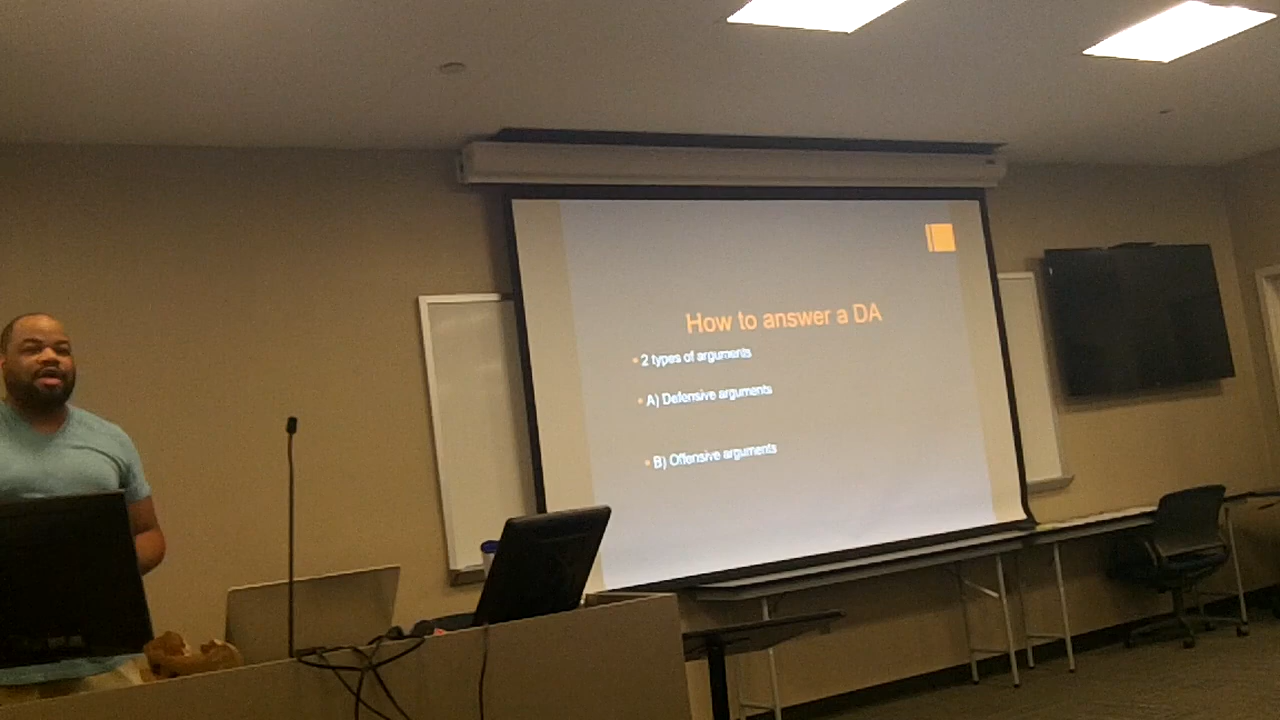 How to answer a DA
2 types of arguments
A) Defensive arguments
B) Offensive arguments